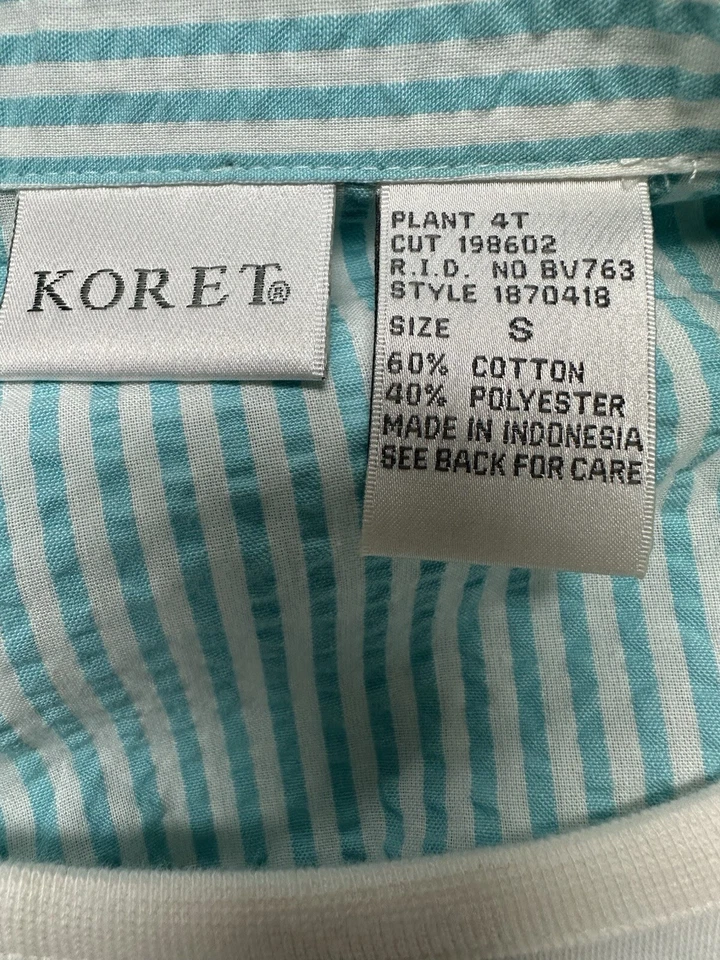 KORET®
PLANT 4T
CUT 198602
R.I.D. NO BV763
STYLE 1870418
SIZE S
60% COTTON
40% POLYESTER
MADE IN INDONESIA
SEE BACK FOR CARE